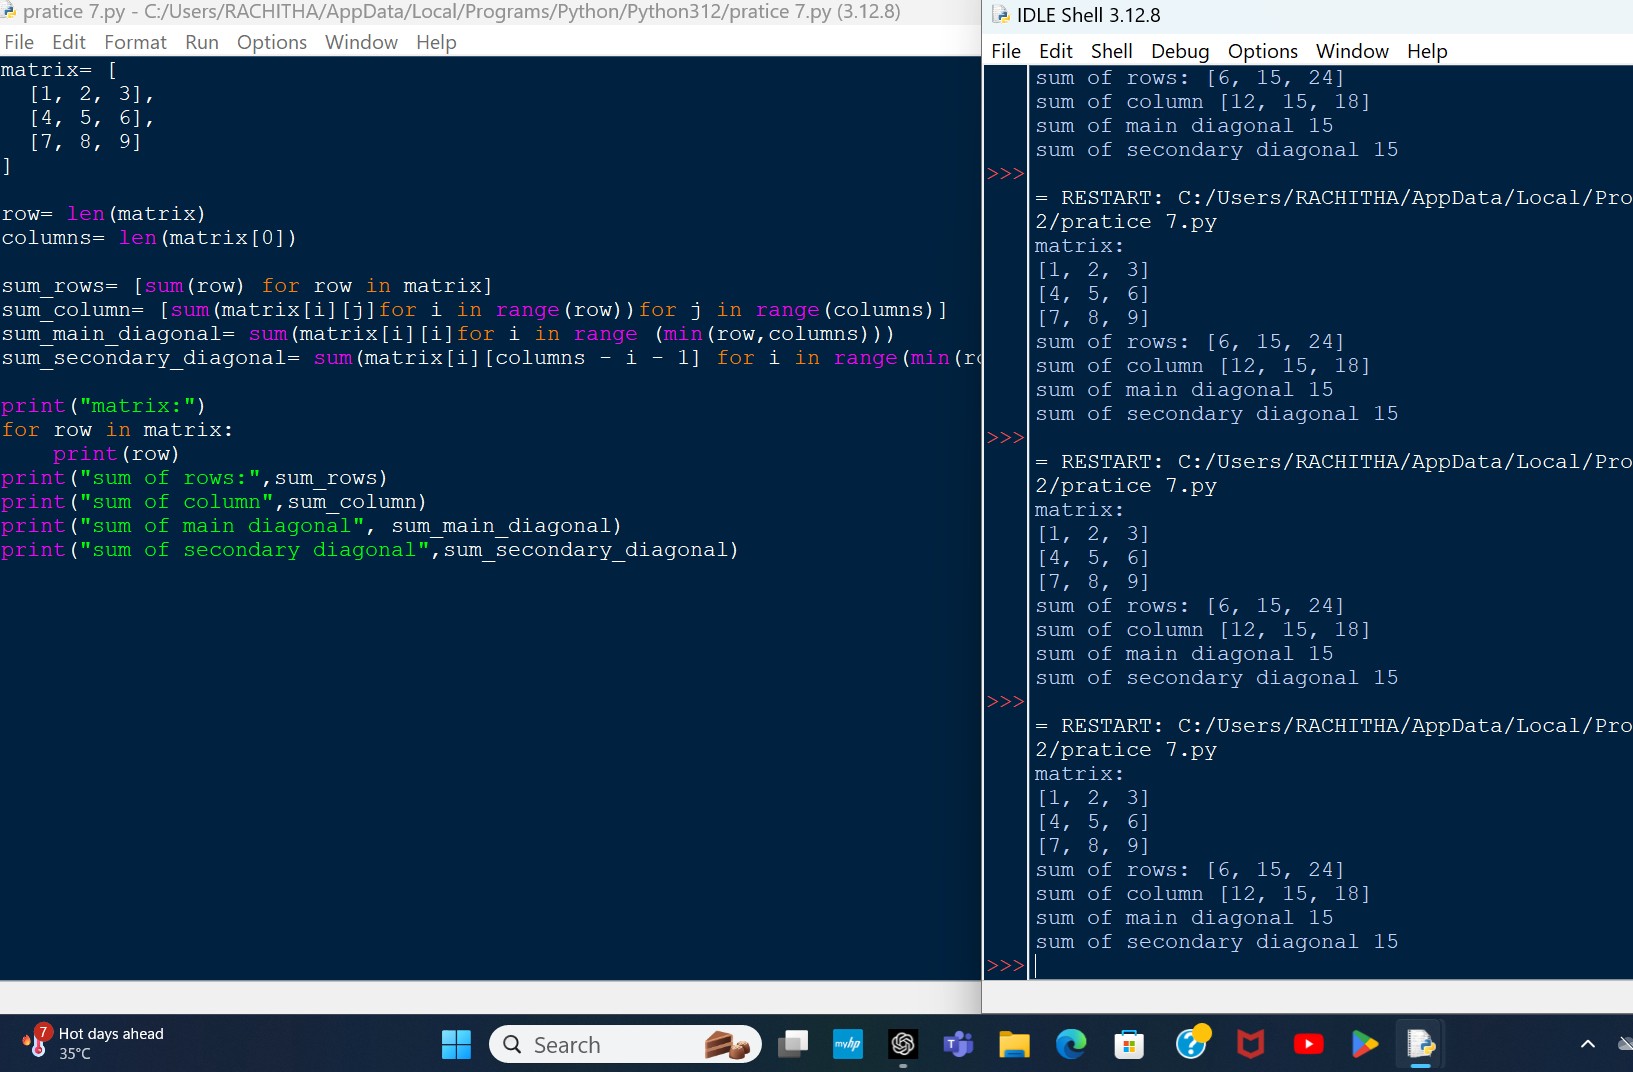 pratice 7.py - C:/Users/RACHITHA/AppData/Local/Programs/Python/Python312/pratice 7.py (3.12.8)
File Edit Format Run Options Window Help
matrix= [
  [1, 2, 3],
  [4, 5, 6],
  [7, 8, 9]
]
row= len(matrix)
columns= len(matrix[0])
sum_rows= [sum(row) for row in matrix]
sum_column= [sum(matrix[i][j]for i in range(row))for j in range(columns)]
sum_main_diagonal= sum(matrix[i][i]for i in range (min(row,columns)))
sum_secondary_diagonal= sum(matrix[i][columns - i - 1] for i in range(min(ro
print("matrix:")
for row in matrix:
    print(row)
print("sum of rows:",sum_rows)
print("sum of column",sum_column)
print("sum of main diagonal", sum_main_diagonal)
print("sum of secondary diagonal",sum_secondary_diagonal)
IDLE Shell 3.12.8
File Edit Shell Debug Options Window Help
sum of rows: [6, 15, 24]
sum of column [12, 15, 18]
sum of main diagonal 15
sum of secondary diagonal 15
>>>
= RESTART: C:/Users/RACHITHA/AppData/Local/Pro
2/pratice 7.py
matrix:
[1, 2, 3]
[4, 5, 6]
[7, 8, 9]
sum of rows: [6, 15, 24]
sum of column [12, 15, 18]
sum of main diagonal 15
sum of secondary diagonal 15
>>>
= RESTART: C:/Users/RACHITHA/AppData/Local/Pro
2/pratice 7.py
matrix:
[1, 2, 3]
[4, 5, 6]
[7, 8, 9]
sum of rows: [6, 15, 24]
sum of column [12, 15, 18]
sum of main diagonal 15
sum of secondary diagonal 15
>>>
= RESTART: C:/Users/RACHITHA/AppData/Local/Pro
2/pratice 7.py
matrix:
[1, 2, 3]
[4, 5, 6]
[7, 8, 9]
sum of rows: [6, 15, 24]
sum of column [12, 15, 18]
sum of main diagonal 15
sum of secondary diagonal 15
>>>
7
Hot days ahead
35°C
Search
myhp